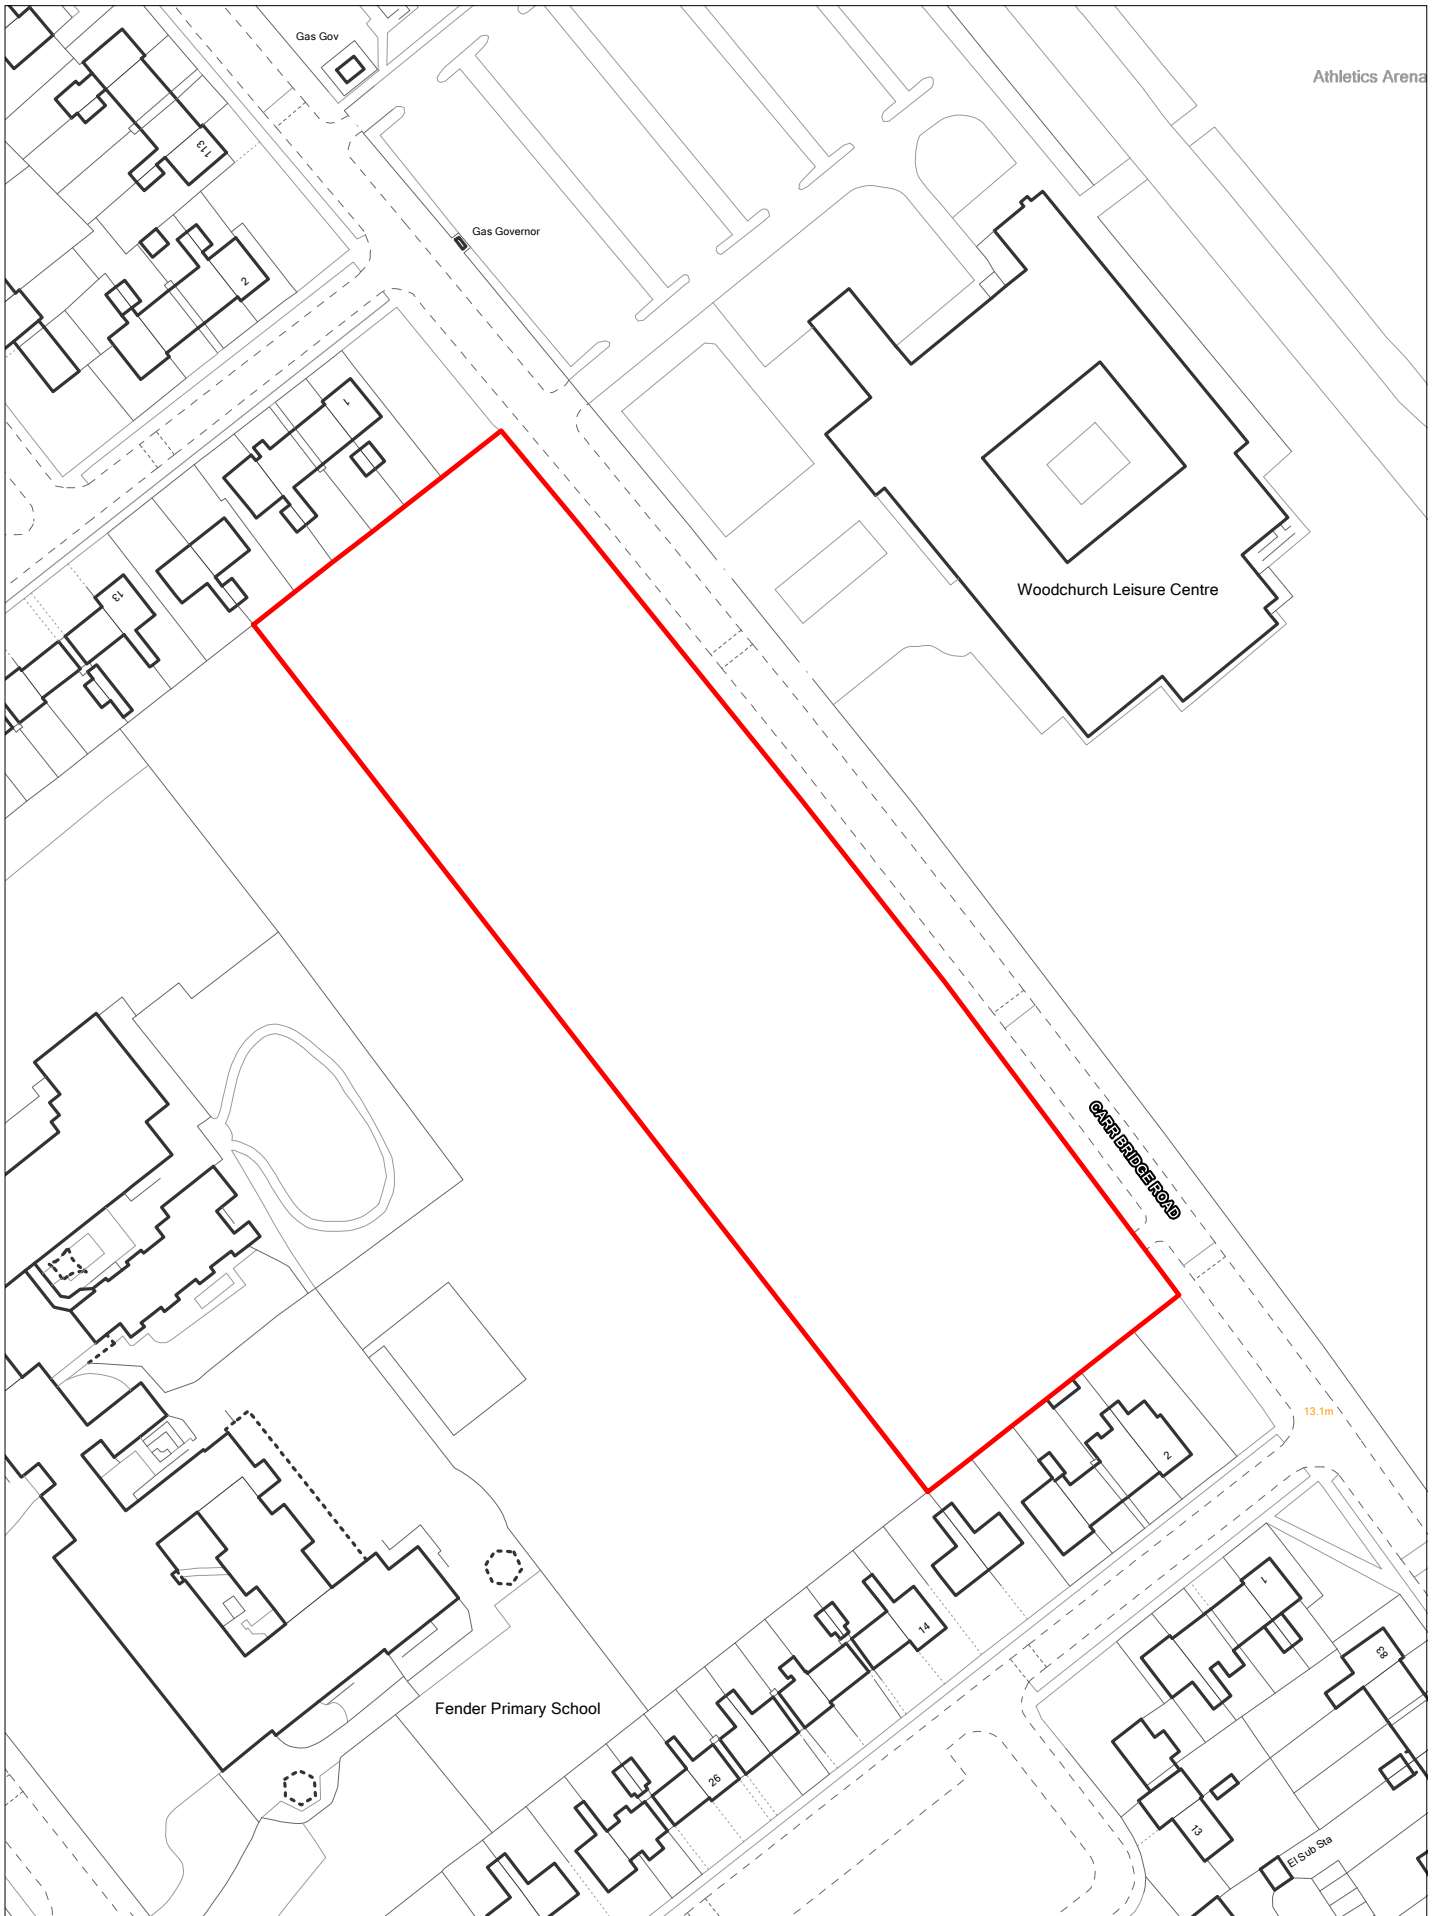 Gas Gov
Athletics Arena
113
Gas Governor
2
1
13
Woodchurch Leisure Centre
CARR BRIDGE ROAD
13.1m
2
1
14
83
Fender Primary School
26
13
El Sub Sta